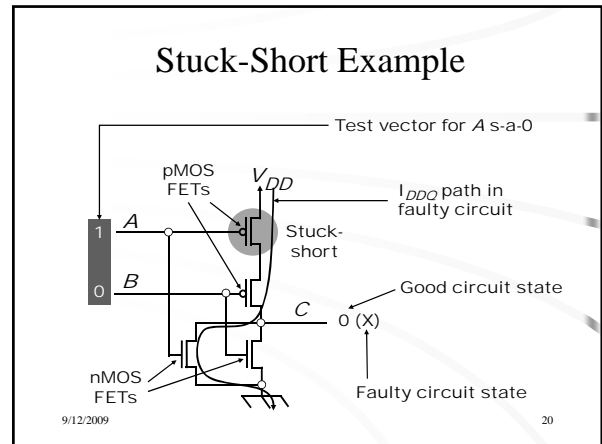 Stuck-Short Example
Test vector for A s-a-0
pMOS
FETs
VDD
IDDQ path in
faulty circuit
1
A
Stuck-
short
B
0
Good circuit state
C
0 (X)
nMOS
FETs
Faulty circuit state
9/12/2009
20